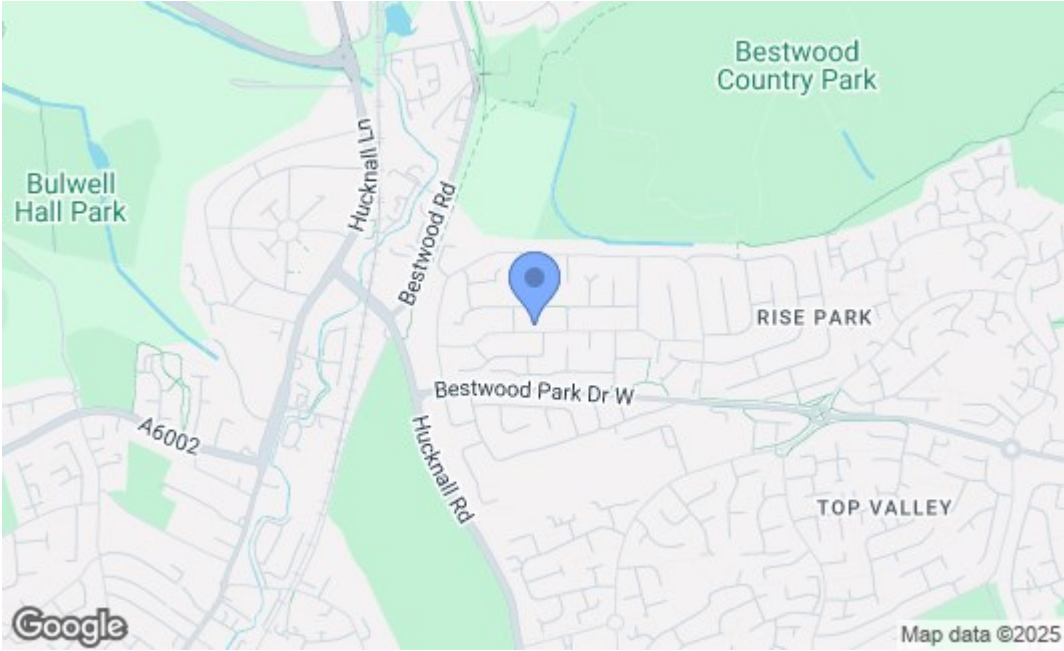 Bestwood
Country Park
Hucknall Ln
Bulwell
Hall Park
Bestwood Rd
RISE PARK
Bestwood Park Dr W
A6002
Hucknall Rd
TOP VALLEY
Google
Map data ©2025